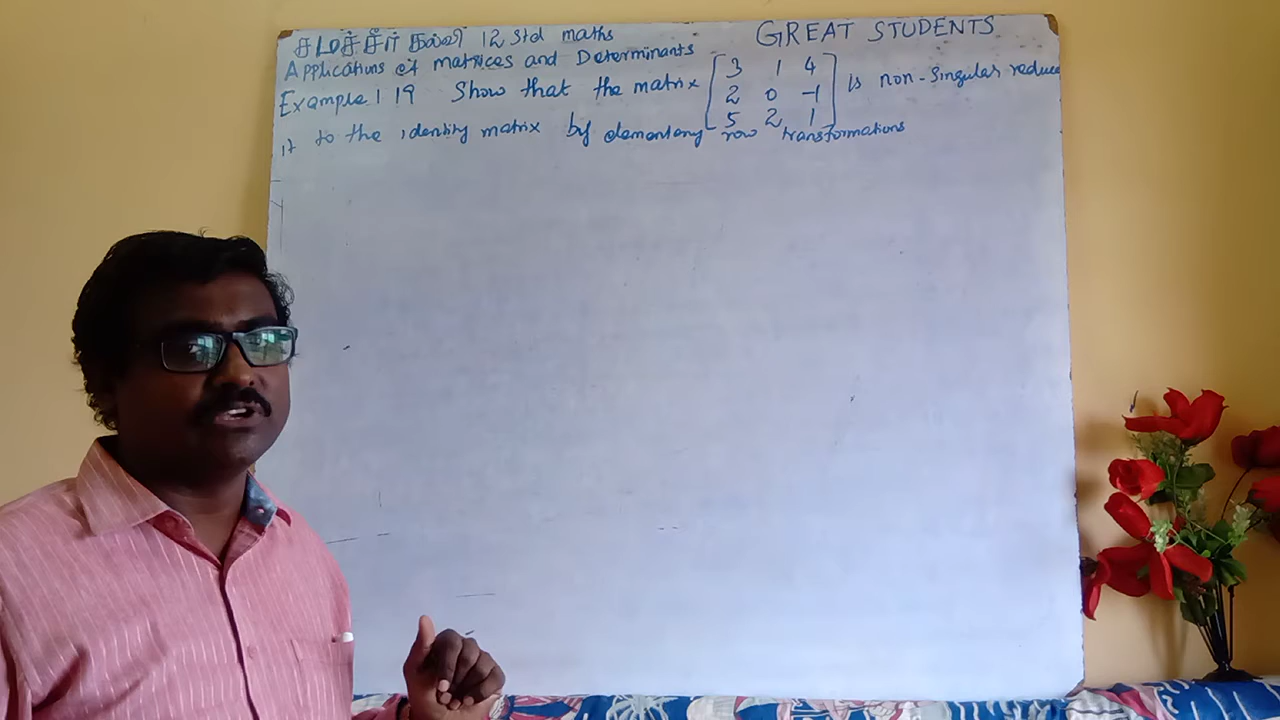 சமச்சீர் கல்வி 12 std maths GREAT STUDENTS
Applications of matrices and Determinants
Example 1 19 Show that the matrix [3 1 4
2 0 -1
5 2 1] is non-singular reduce
it to the identity matrix by elementary row transformations